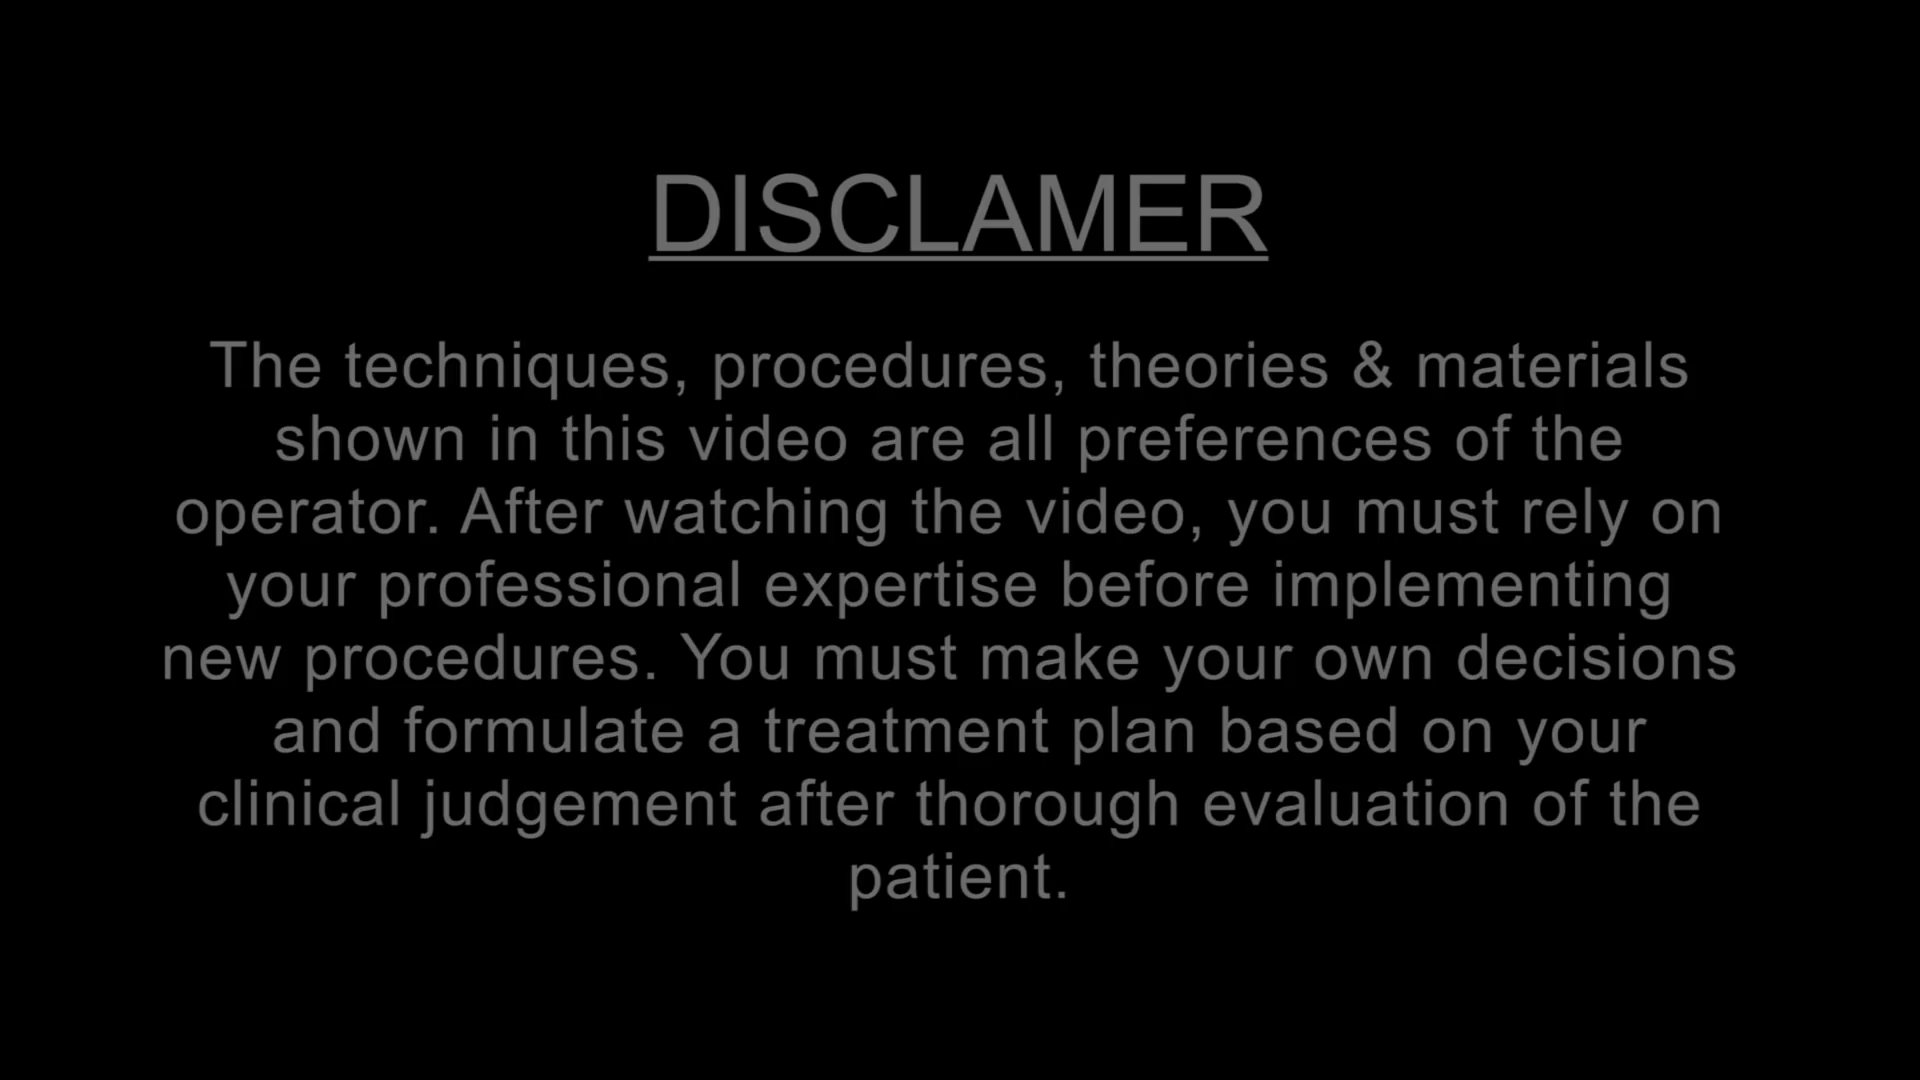 DISCLAMER
The techniques, procedures, theories & materials
shown in this video are all preferences of the
operator. After watching the video, you must rely on
your professional expertise before implementing
new procedures. You must make your own decisions
and formulate a treatment plan based on your
clinical judgement after thorough evaluation of the
patient.